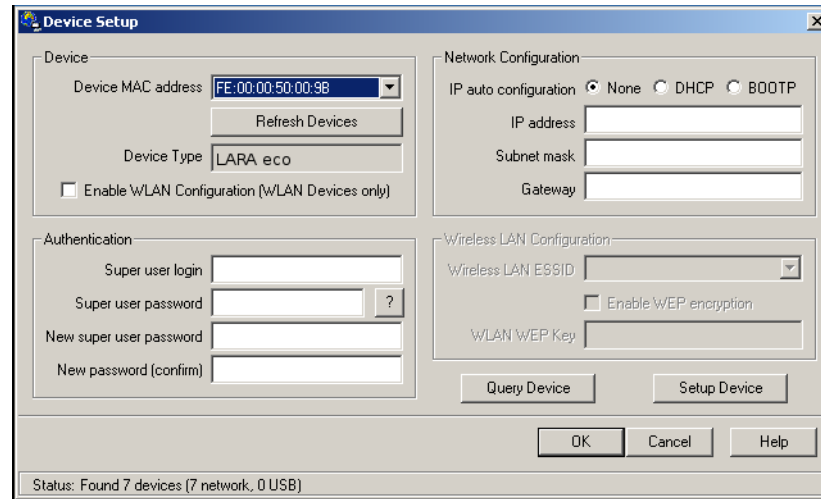 Device Setup
Device
Device MAC address FE:00:00:50:00:9B
Refresh Devices
Device Type LARA eco
Enable WLAN Configuration (WLAN Devices only)
Network Configuration
IP auto configuration None DHCP BOOTP
IP address
Subnet mask
Gateway
Authentication
Super user login
Super user password ?
New super user password
New password (confirm)
Wireless LAN Configuration
Wireless LAN ESSID
Enable WEP encryption
WLAN WEP Key
Query Device Setup Device
OK Cancel Help
Status: Found 7 devices (7 network, 0 USB)